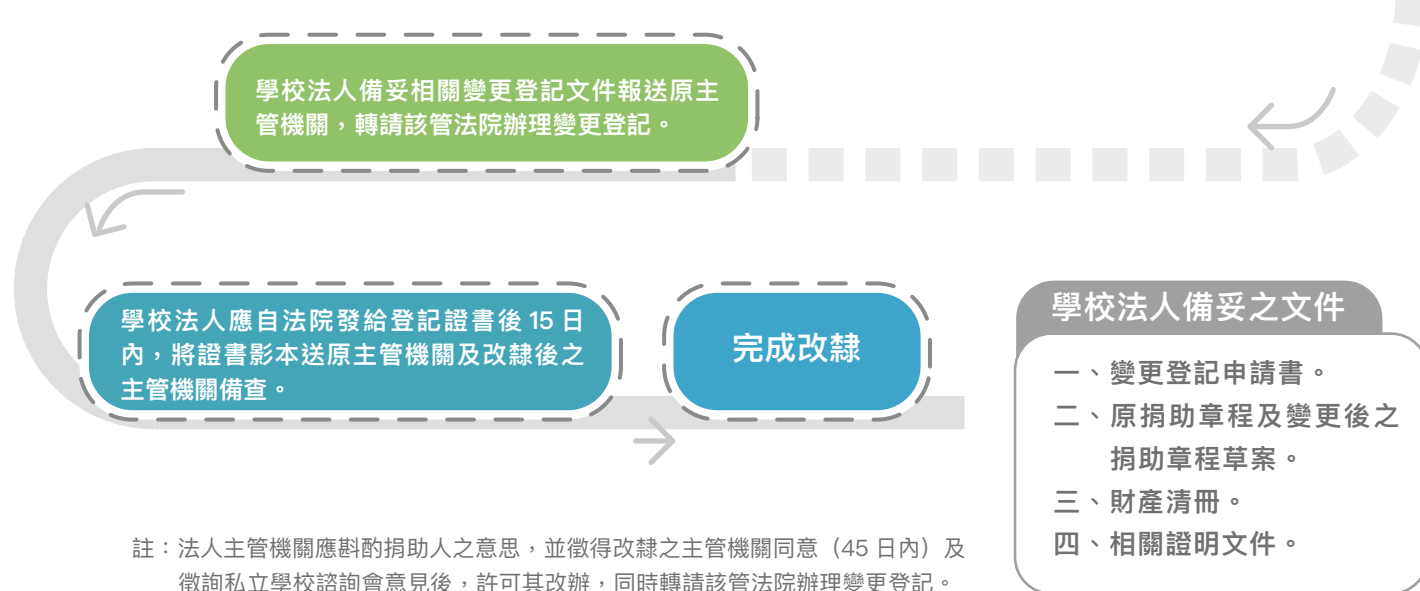 學校法人備妥相關變更登記文件報送原主
管機關，轉請該管法院辦理變更登記。
學校法人應自法院發給登記證書後 15 日
內，將證書影本送原主管機關及改隸後之
主管機關備查。
完成改隸
學校法人備妥之文件
一、變更登記申請書。
二、原捐助章程及變更後之
捐助章程草案。
三、財產清冊。
四、相關證明文件。
註：法人主管機關應斟酌捐助人之意思，並徵得改隸之主管機關同意（45 日內）及
徵詢私立學校諮詢會意見後，許可其改辦，同時轉請該管法院辦理變更登記。